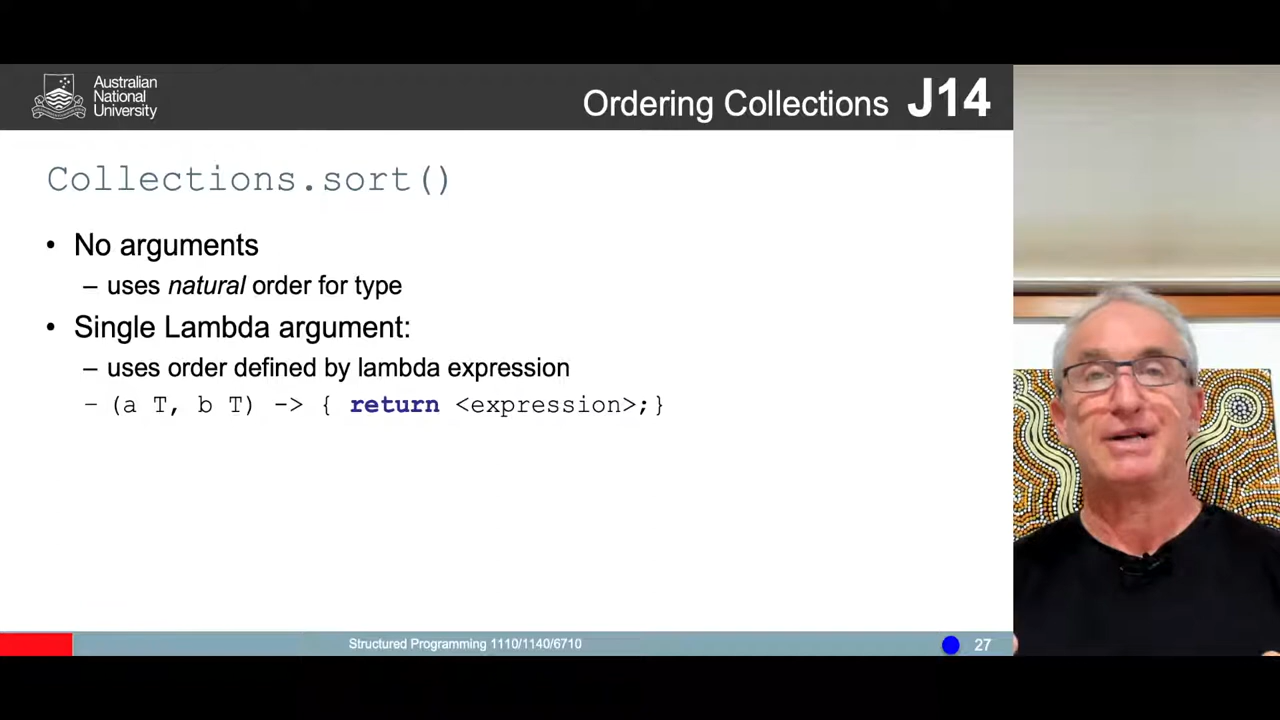 Australian
National
University
Ordering Collections J14
Collections.sort()
• No arguments
– uses natural order for type
• Single Lambda argument:
– uses order defined by lambda expression
– (a T, b T) -> { return <expression>;}
Structured Programming 1110/1140/6710
27